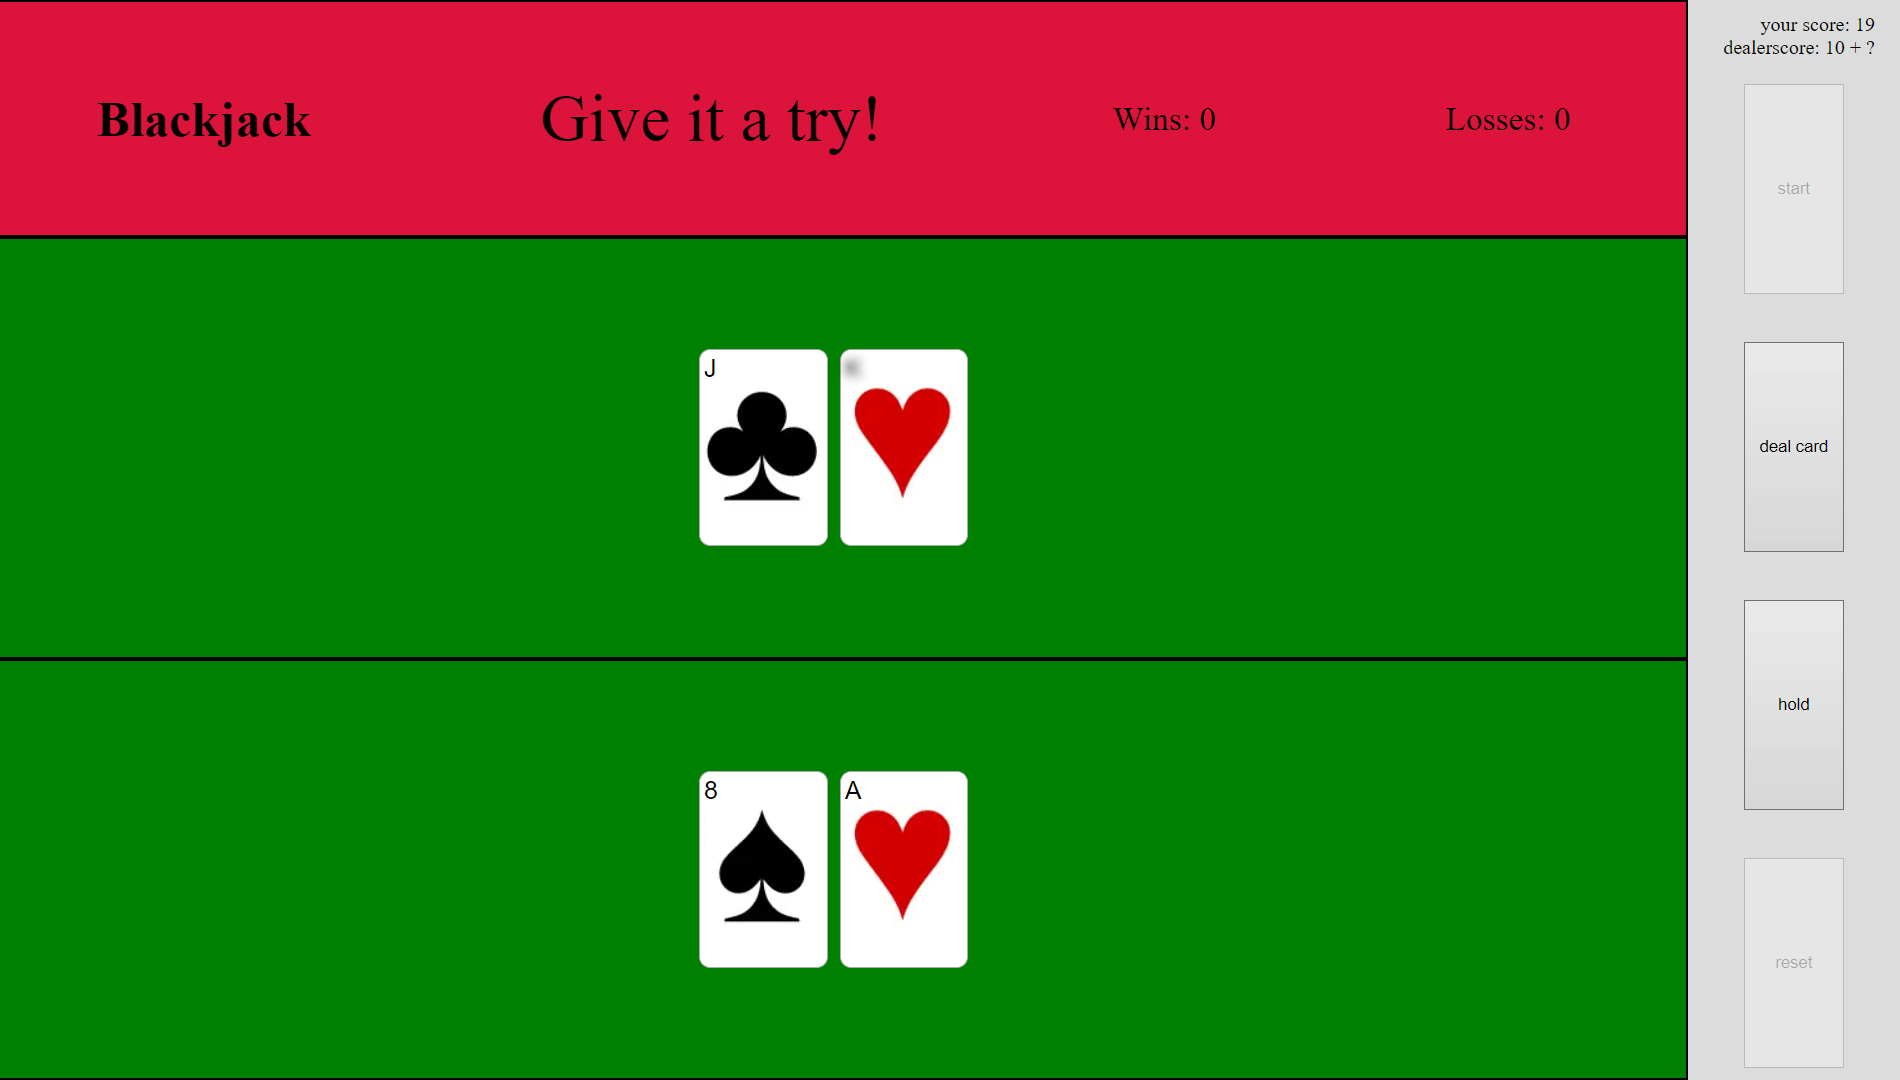 Blackjack
Give it a try!
Wins: 0
Losses: 0
your score: 19
dealerscore: 10 + ?
start
J
deal card
hold
8
A
reset